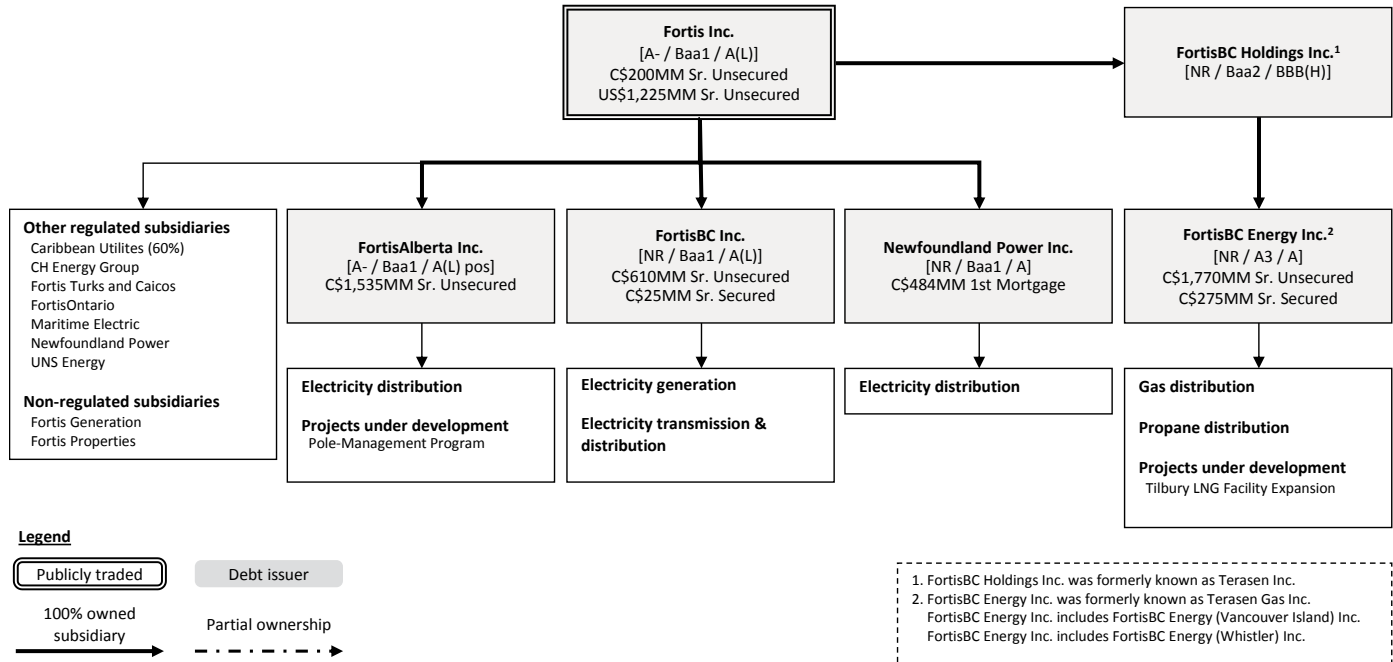 Fortis Inc.
[A- / Baa1 / A(L)]
C$200MM Sr. Unsecured
US$1,225MM Sr. Unsecured
FortisBC Holdings Inc.1
[NR / Baa2 / BBB(H)]
Other regulated subsidiaries
Caribbean Utilites (60%)
CH Energy Group
Fortis Turks and Caicos
FortisOntario
Maritime Electric
Newfoundland Power
UNS Energy
Non-regulated subsidiaries
Fortis Generation
Fortis Properties
FortisAlberta Inc.
[A- / Baa1 / A(L) pos]
C$1,535MM Sr. Unsecured
FortisBC Inc.
[NR / Baa1 / A(L)]
C$610MM Sr. Unsecured
C$25MM Sr. Secured
Newfoundland Power Inc.
[NR / Baa1 / A]
C$484MM 1st Mortgage
FortisBC Energy Inc.2
[NR / A3 / A]
C$1,770MM Sr. Unsecured
C$275MM Sr. Secured
Electricity distribution
Projects under development
Pole-Management Program
Electricity generation
Electricity transmission &
distribution
Electricity distribution
Gas distribution
Propane distribution
Projects under development
Tilbury LNG Facility Expansion
Legend
Publicly traded
Debt issuer
100% owned
subsidiary
Partial ownership
1. FortisBC Holdings Inc. was formerly known as Terasen Inc.
2. FortisBC Energy Inc. was formerly known as Terasen Gas Inc.
FortisBC Energy Inc. includes FortisBC Energy (Vancouver Island) Inc.
FortisBC Energy Inc. includes FortisBC Energy (Whistler) Inc.